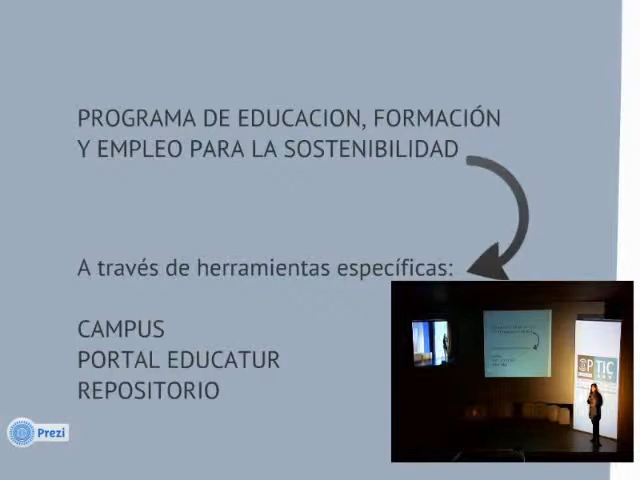 PROGRAMA DE EDUCACION, FORMACIÓN
Y EMPLEO PARA LA SOSTENIBILIDAD
A través de herramientas específicas:
CAMPUS
PORTAL EDUCATUR
REPOSITORIO
Prezi
TIC